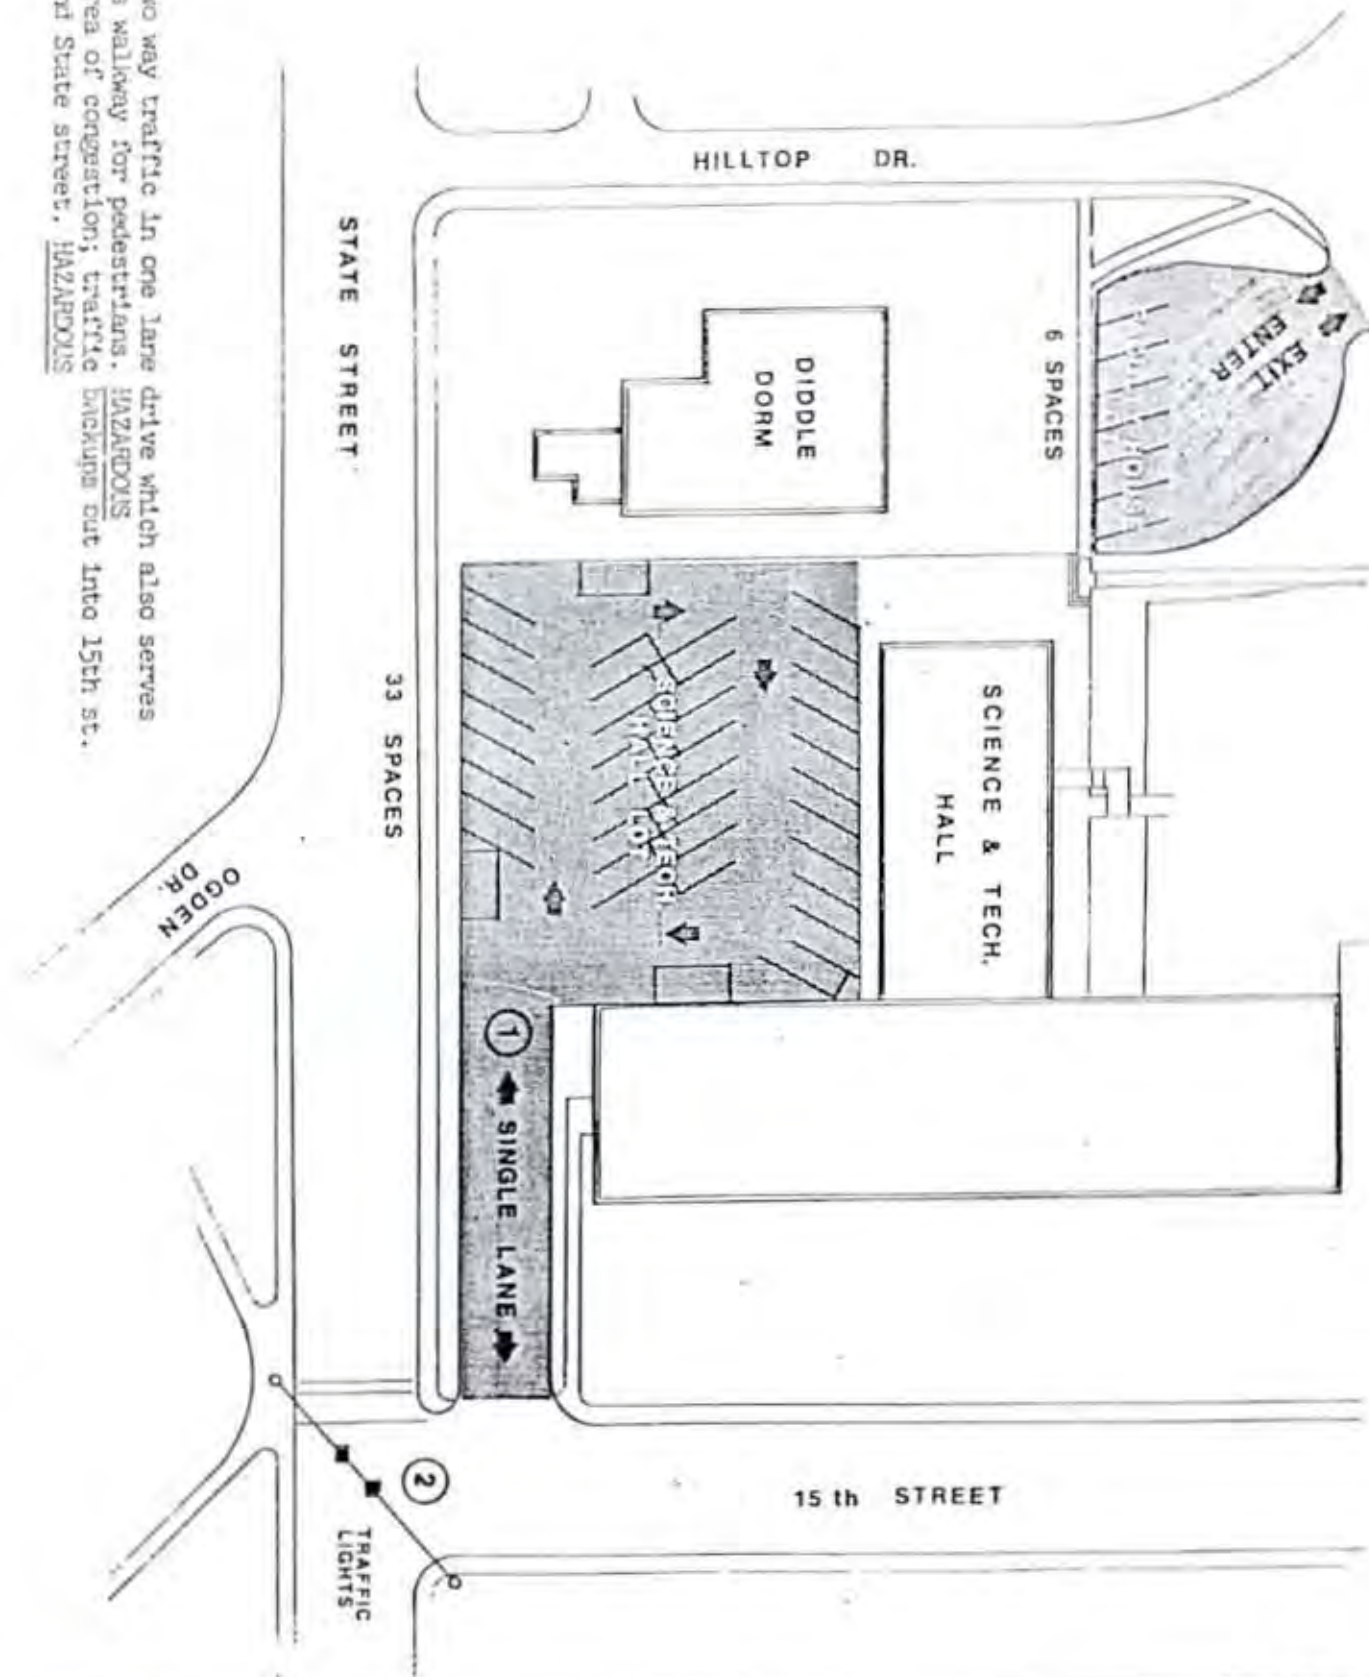 HILLTOP DR.
STATE STREET
DIDDLE
DORM
6 SPACES
EXIT
ENTER
SCIENCE & TECH.
HALL
SCIENCE & TECH.
HALL LOT
33 SPACES
OGDEN
DR.
1
SINGLE LANE
2
15 th STREET
TRAFFIC
LIGHTS
way traffic in one lane drive which also serves
walkway for pedestrians. HAZARDOUS
of congestion; traffic backups out into 15th st.
State street. HAZARDOUS